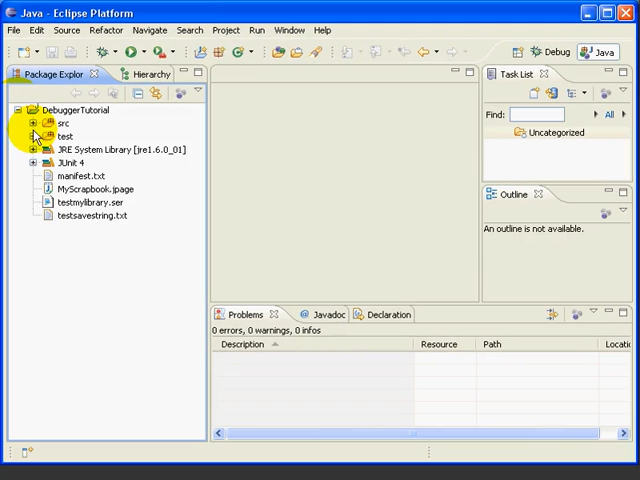 Java - Eclipse Platform
File Edit Source Refactor Navigate Search Project Run Window Help
Debug Java
Package Explor Hierarchy
DebuggerTutorial
src
test
JRE System Library [jre1.6.0_01]
JUnit 4
manifest.txt
MyScrapbook.jpage
testmylibrary.ser
testsavestring.txt
Task List
Find: All
Uncategorized
Outline
An outline is not available.
Problems Javadoc Declaration
0 errors, 0 warnings, 0 infos
Description Resource Path Locatio